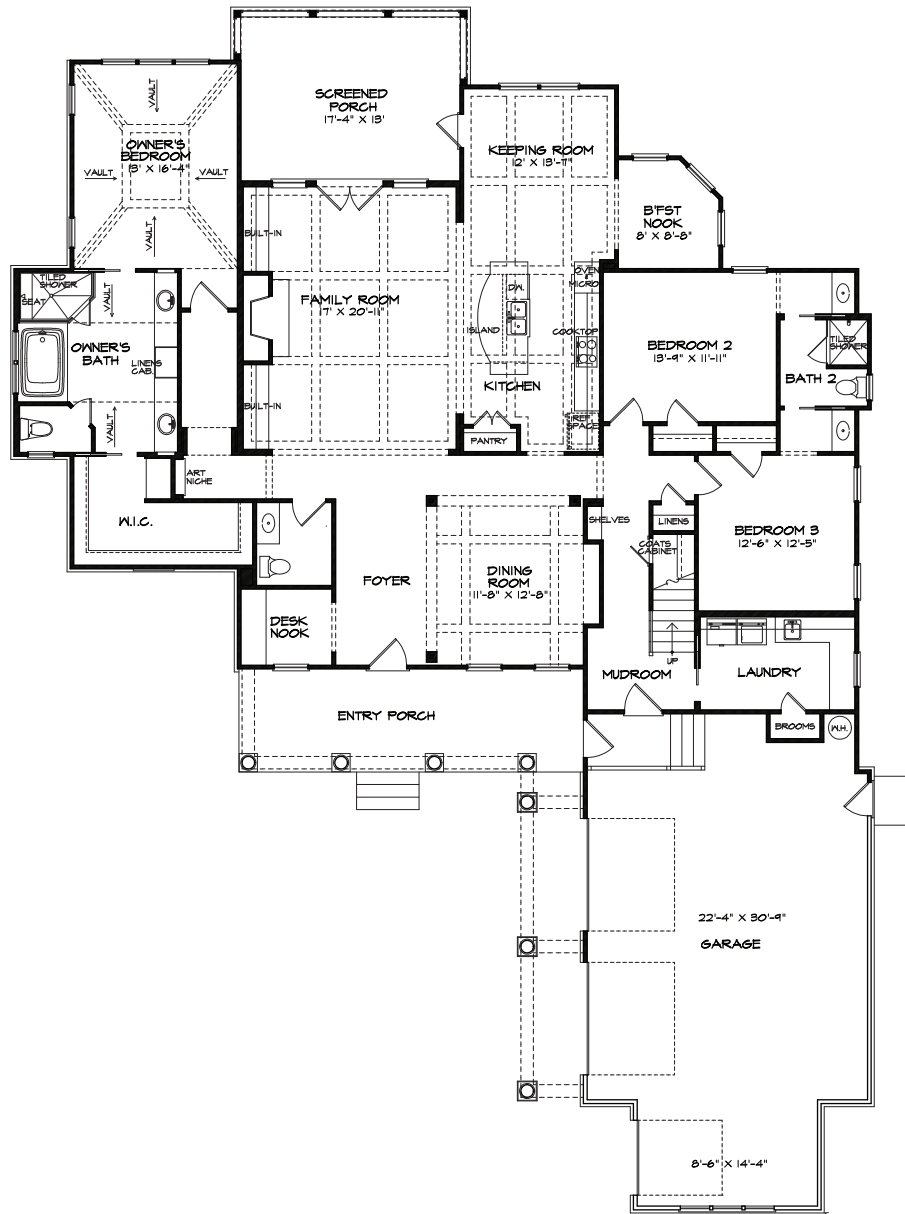 SCREENED
PORCH
17'-4" X 13'
VAULT
OWNER'S
BEDROOM
13' X 16'-4"
VAULT
VAULT
VAULT
KEEPING ROOM
12' X 13'-7"
B'FST
NOOK
8' X 8'-8"
BUILT-IN
FAMILY ROOM
17' X 20'-11"
BUILT-IN
OVEN
MICRO
D.W.
ISLAND
COOKTOP
KITCHEN
REF
SPACE
PANTRY
TILED
SHOWER
SEAT
VAULT
OWNER'S
BATH
LINENS
CAB.
VAULT
BEDROOM 2
13'-9" X 11'-11"
TILED
SHOWER
BATH 2
ART
NICHE
W.I.C.
SHELVES
LINENS
COATS
CABINET
BEDROOM 3
12'-6" X 12'-5"
FOYER
DINING
ROOM
11'-8" X 12'-8"
DESK
NOOK
UP
MUDROOM
LAUNDRY
ENTRY PORCH
BROOMS
W.H.
22'-4" X 30'-9"
GARAGE
8'-6" X 14'-4"